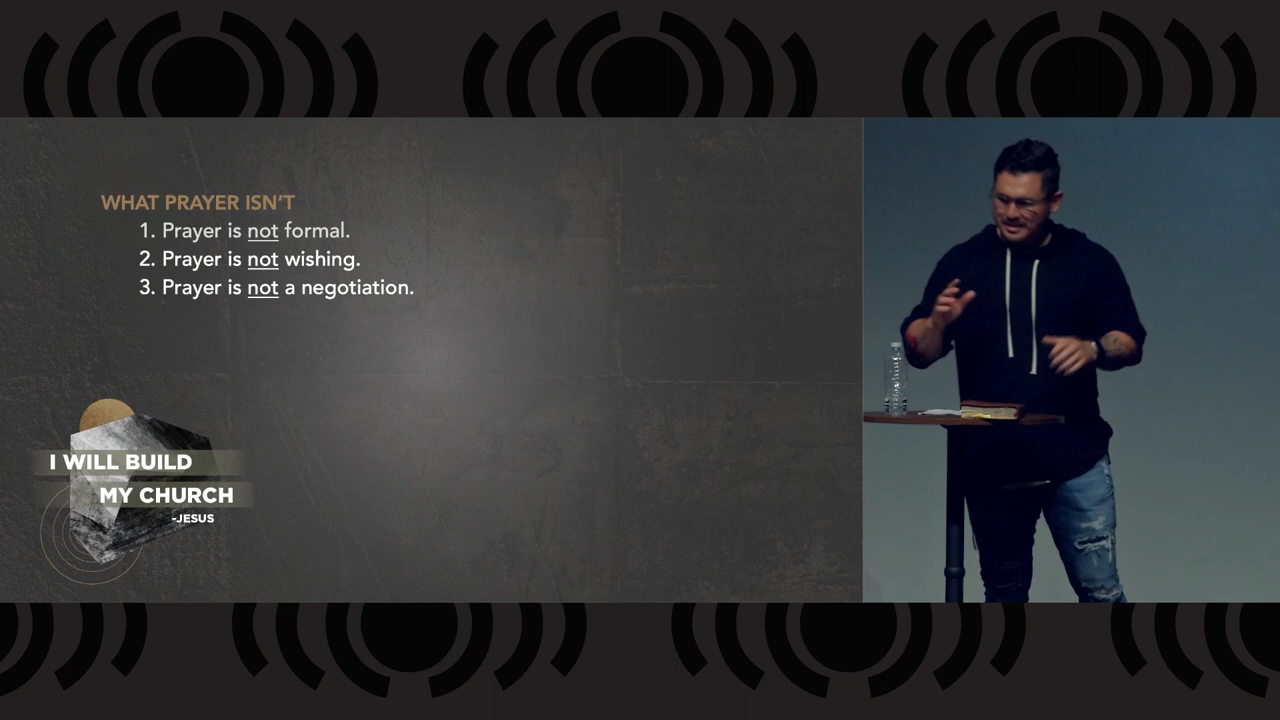 WHAT PRAYER ISN'T
1. Prayer is not formal.
2. Prayer is not wishing.
3. Prayer is not a negotiation.
I WILL BUILD
MY CHURCH
-JESUS